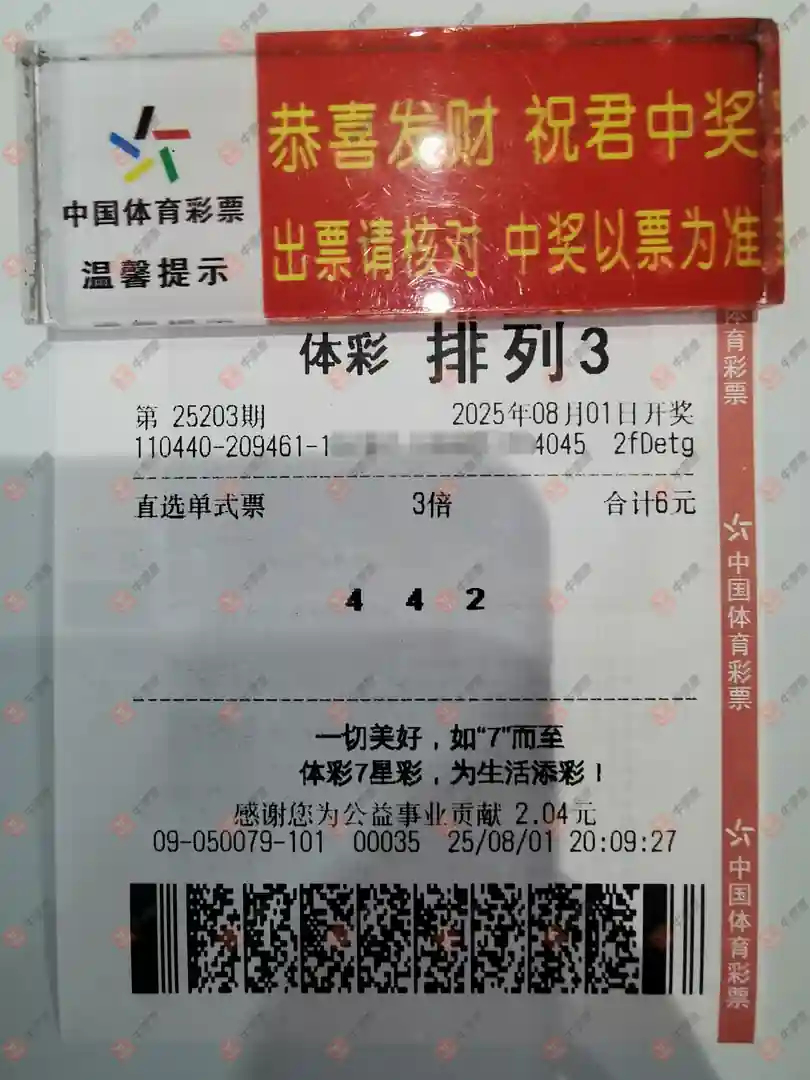 恭喜发财 祝君中奖
出票请核对 中奖以票为准
中国体育彩票
温馨提示
体彩 排列3
第 25203期 2025年08月01日开奖
110440-209461-1 4045 2fDetg
直选单式票 3倍 合计6元
4 4 2
一切美好，如“7”而至
体彩7星彩，为生活添彩！
感谢您为公益事业贡献 2.04元
09-050079-101 00035 25/08/01 20:09:27
体育彩票
中国体育彩票
中国体育彩票